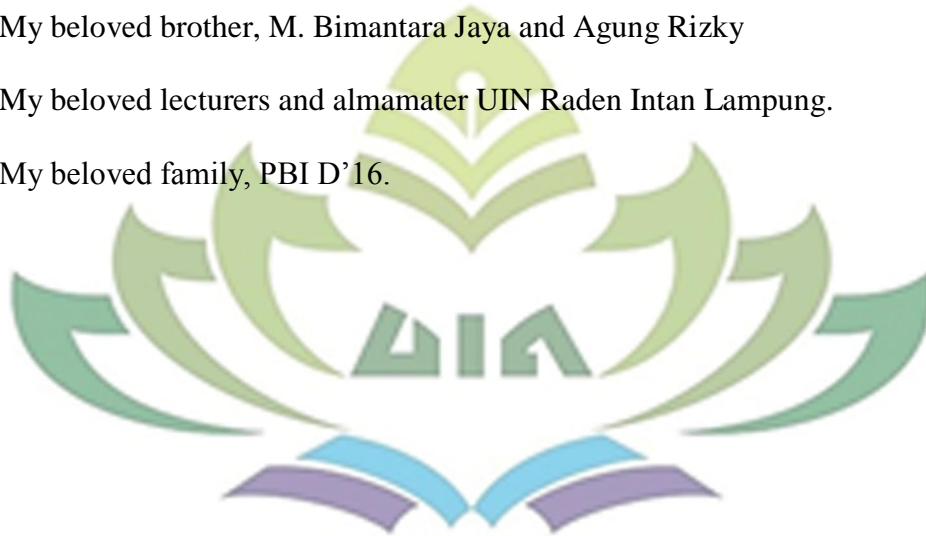 My beloved brother, M. Bimantara Jaya and Agung Rizky
My beloved lecturers and almamater UIN Raden Intan Lampung.
My beloved family, PBI D’16.
UIN